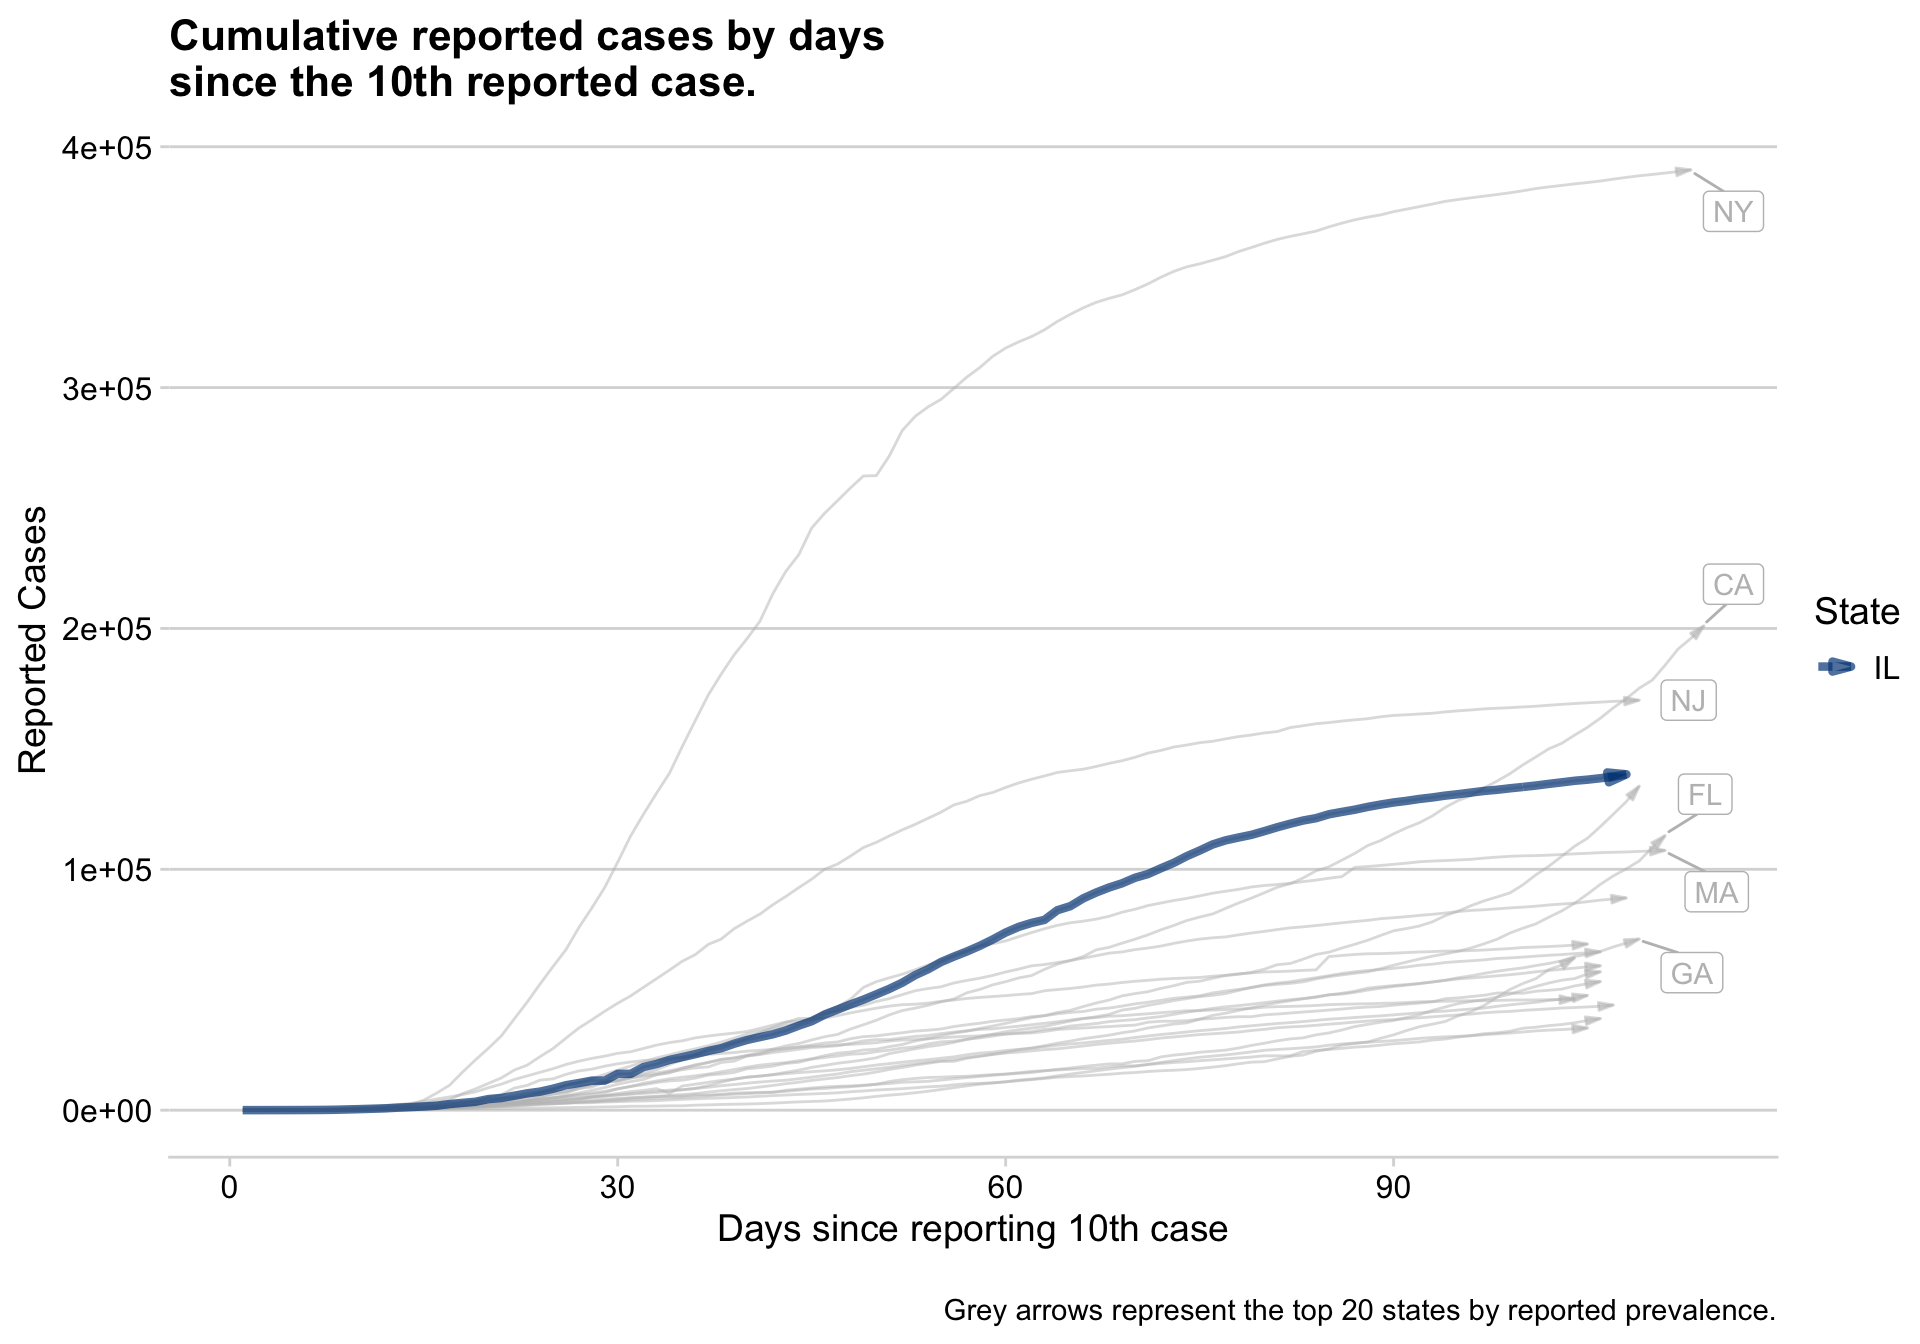 Cumulative reported cases by days
since the 10th reported case.
4e+05
3e+05
2e+05
1e+05
0e+00
Reported Cases
NY
CA
NJ
FL
MA
GA
State
IL
0
30
60
90
Days since reporting 10th case
Grey arrows represent the top 20 states by reported prevalence.